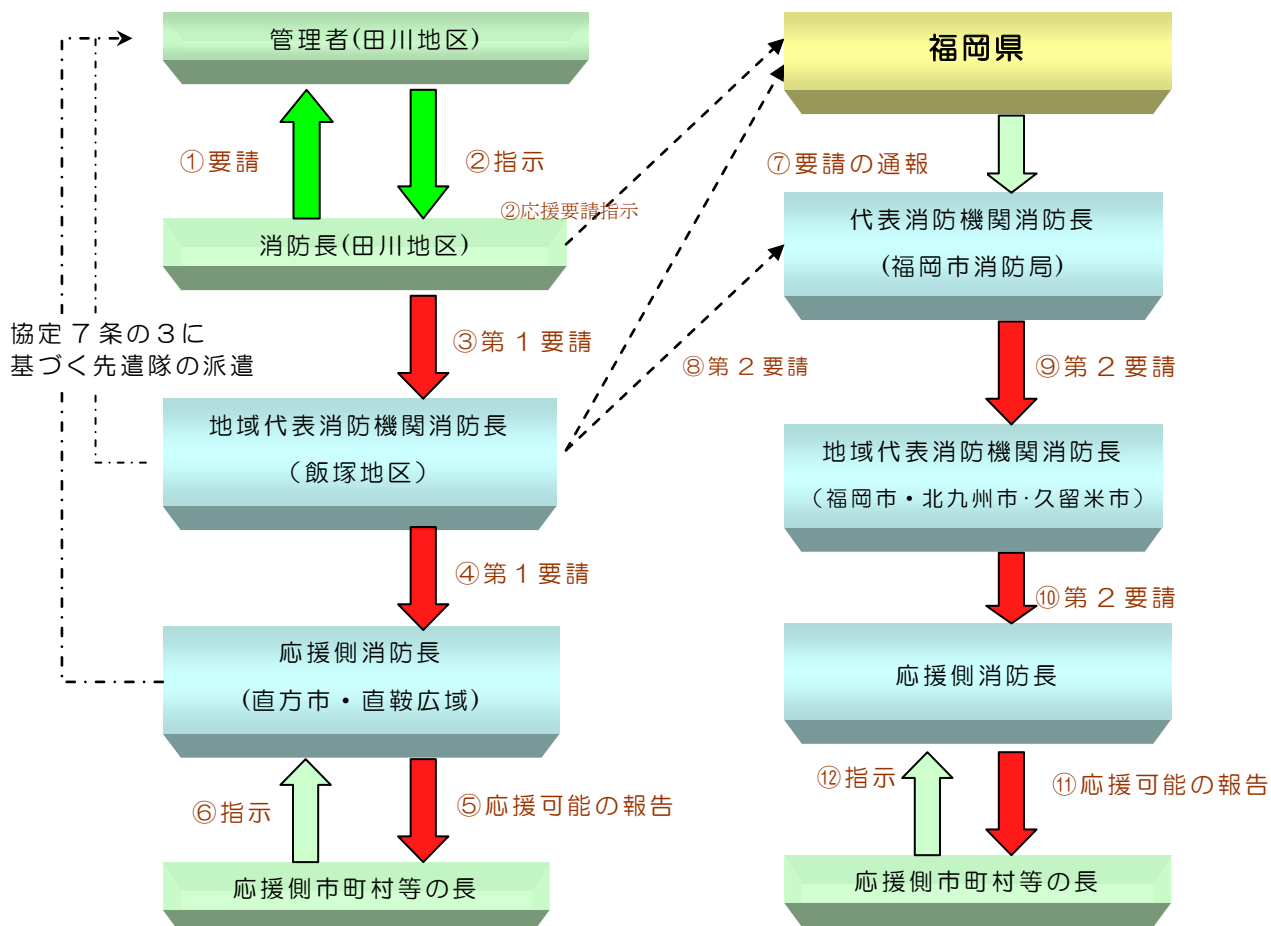 管理者(田川地区)
①要請
②指示
②応援要請指示
消防長(田川地区)
協定７条の３に
基づく先遣隊の派遣
③第１要請
地域代表消防機関消防長
（飯塚地区）
④第１要請
応援側消防長
(直方市・直鞍広域)
⑥指示
⑤応援可能の報告
応援側市町村等の長
福岡県
⑦要請の通報
代表消防機関消防長
(福岡市消防局)
⑧第２要請
⑨第２要請
地域代表消防機関消防長
（福岡市・北九州市･久留米市）
⑩第２要請
応援側消防長
⑫指示
⑪応援可能の報告
応援側市町村等の長